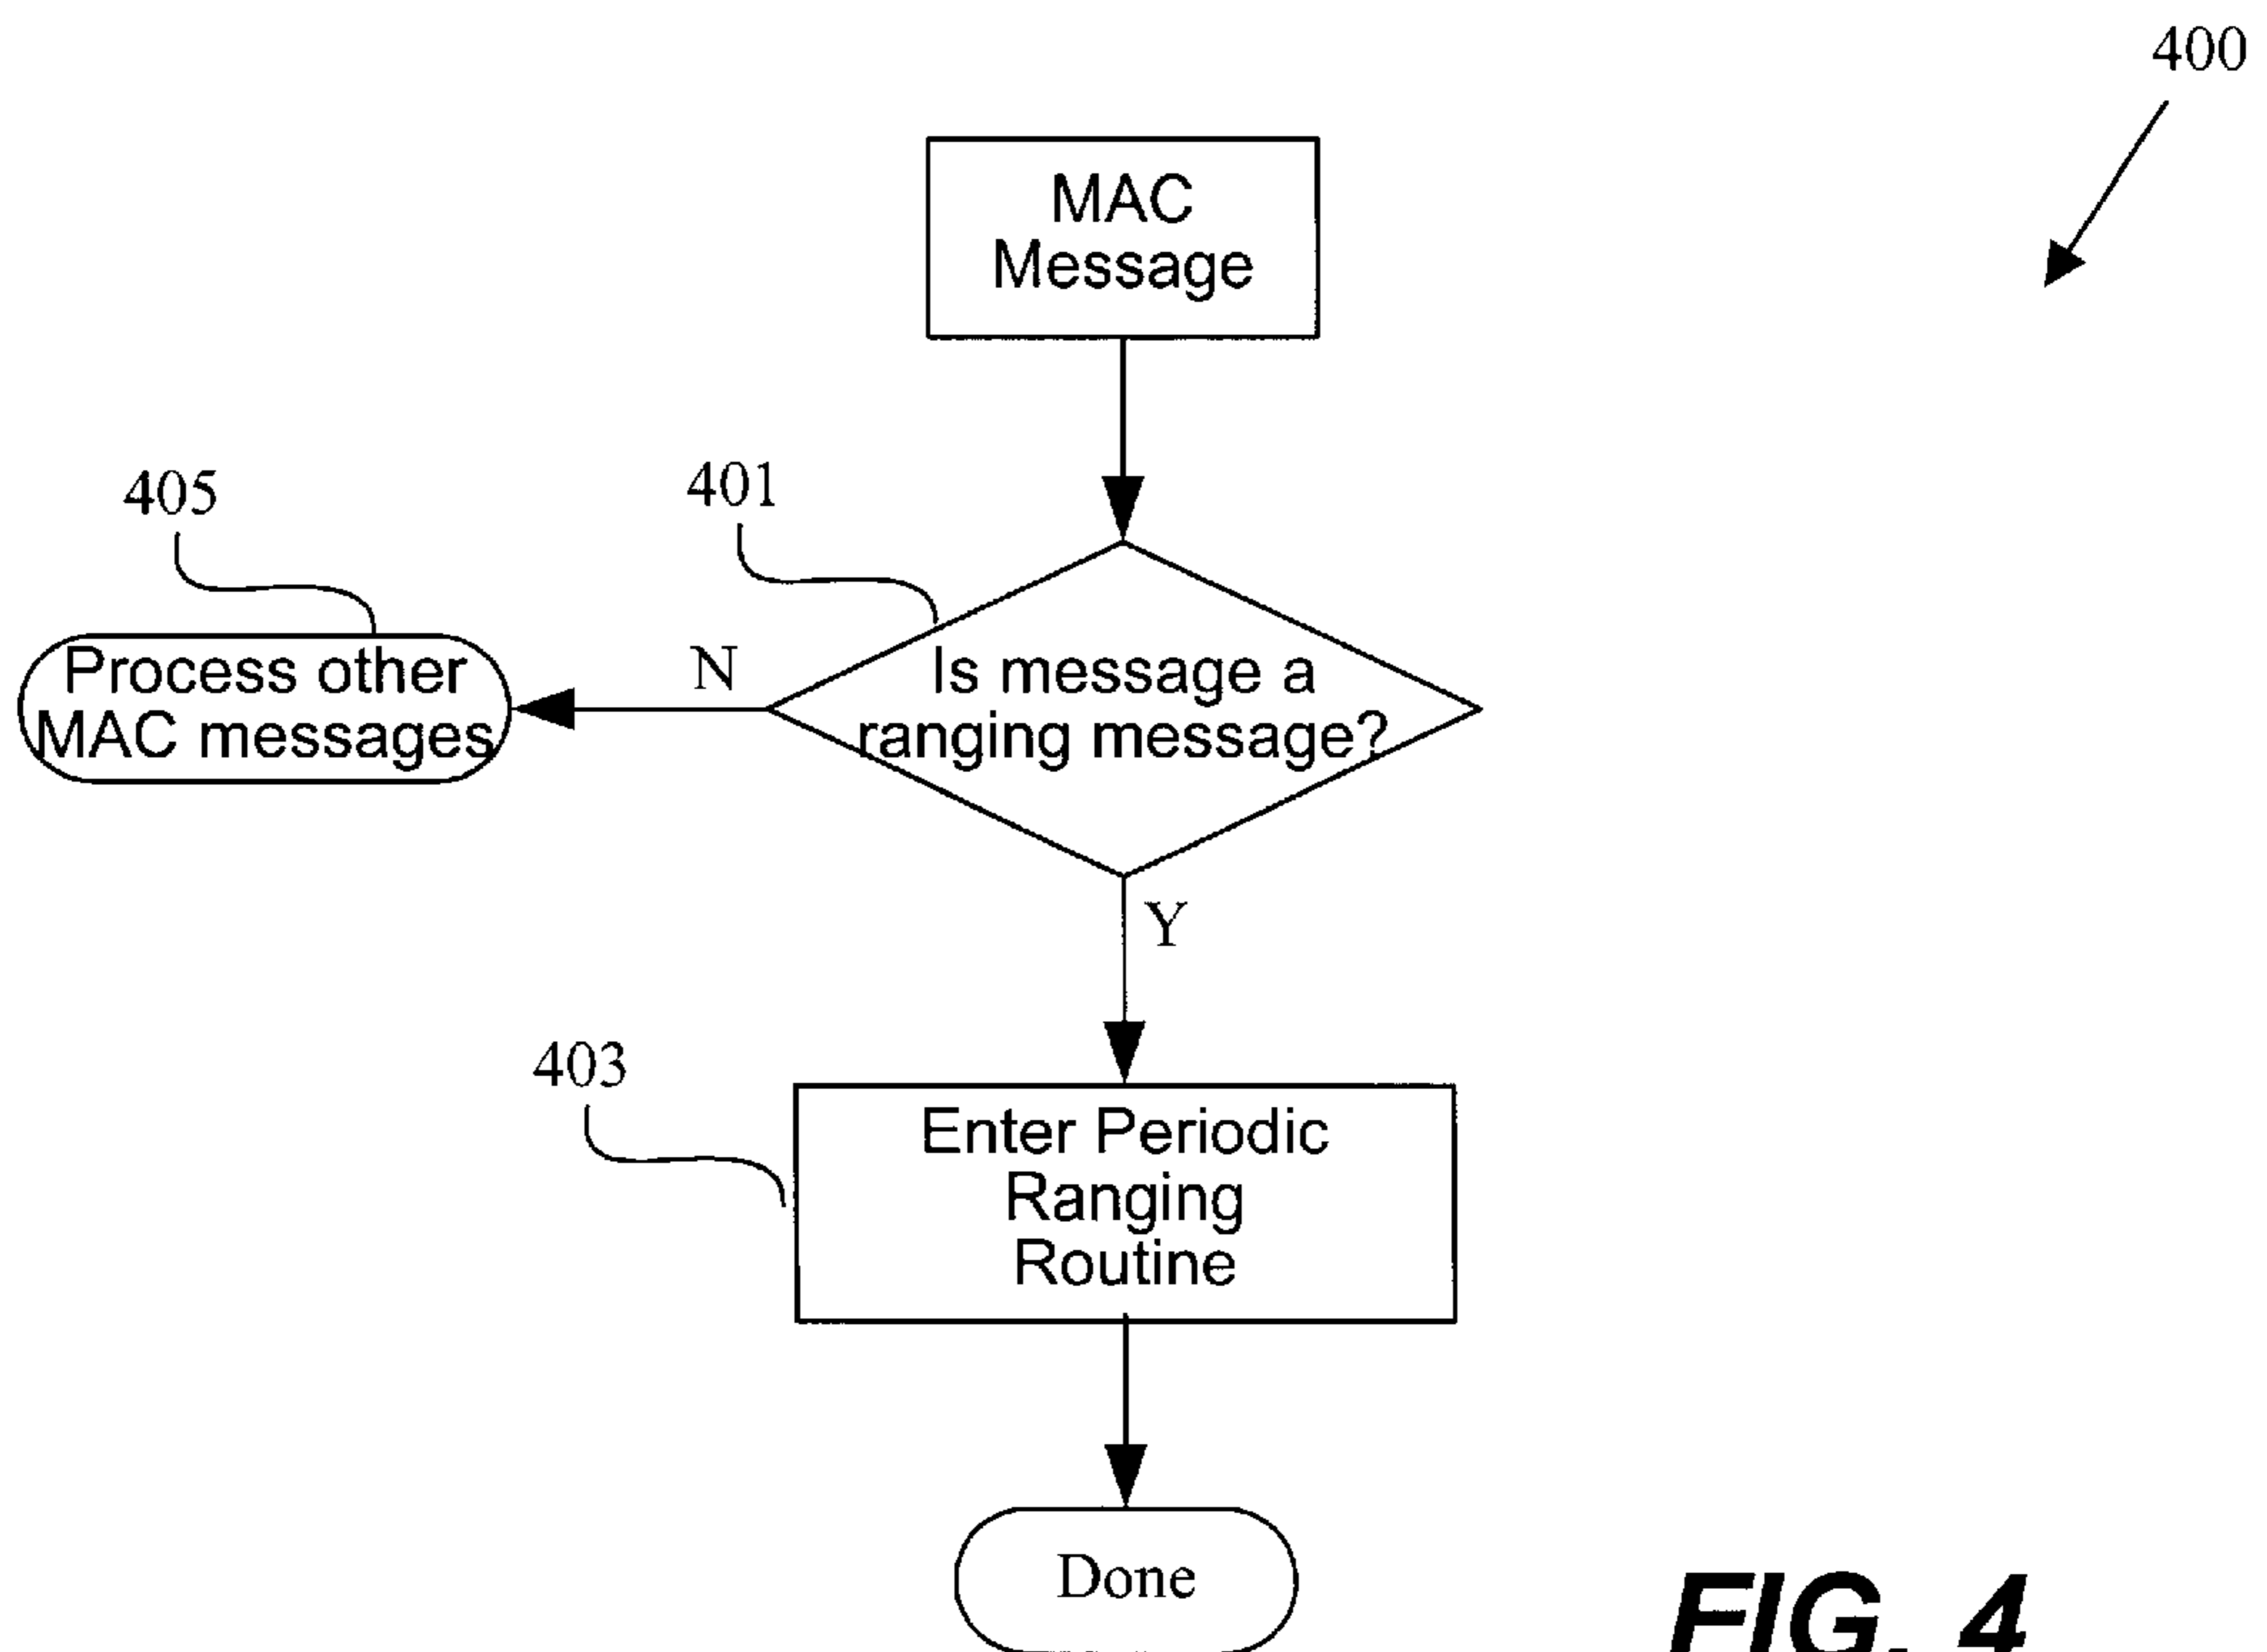 400
MAC
Message
405
401
Process other
MAC messages
N
Is message a
ranging message?
Y
403
Enter Periodic
Ranging
Routine
Done
FIG. 4